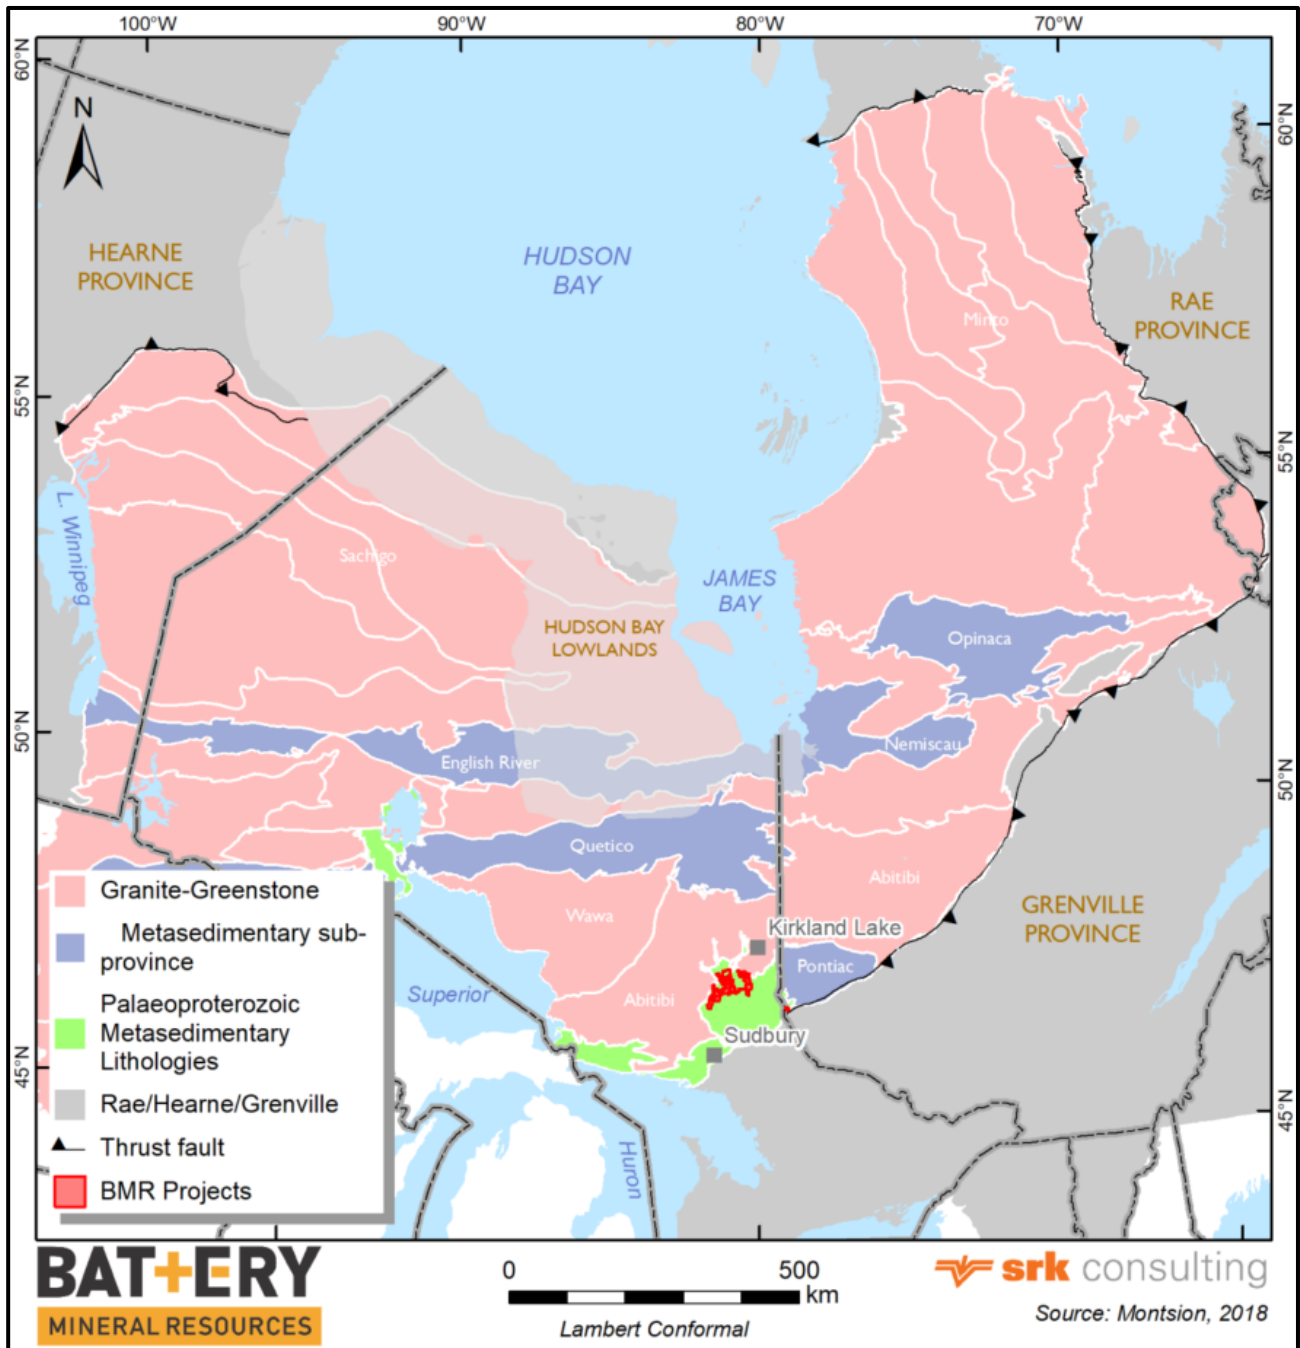 100°W
90°W
80°W
70°W
60°N
60°N
N
HEARNE
PROVINCE
HUDSON
BAY
RAE
PROVINCE
Minto
55°N
55°N
L. Winnipeg
Sachigo
JAMES
BAY
HUDSON BAY
LOWLANDS
Opinaca
50°N
50°N
English River
Nemiscau
Quetico
Abitibi
Wawa
GRENVILLE
PROVINCE
Kirkland Lake
Pontiac
Superior
Abitibi
Sudbury
45°N
45°N
Huron
Granite-Greenstone
Metasedimentary sub-
province
Palaeoproterozoic
Metasedimentary
Lithologies
Rae/Hearne/Grenville
Thrust fault
BMR Projects
BATTERY
MINERAL RESOURCES
0 500
km
Lambert Conformal
srk consulting
Source: Montsion, 2018